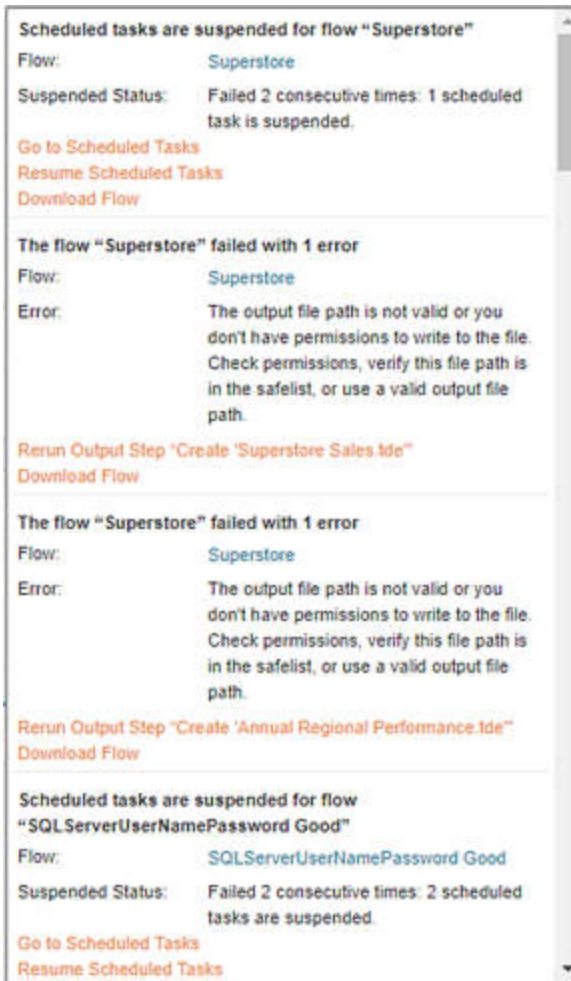 Scheduled tasks are suspended for flow “Superstore”
Flow: Superstore
Suspended Status: Failed 2 consecutive times: 1 scheduled
task is suspended.
Go to Scheduled Tasks
Resume Scheduled Tasks
Download Flow
The flow “Superstore” failed with 1 error
Flow: Superstore
Error: The output file path is not valid or you
don't have permissions to write to the file.
Check permissions, verify this file path is
in the safelist, or use a valid output file
path.
Rerun Output Step “Create 'Superstore Sales.tde'”
Download Flow
The flow “Superstore” failed with 1 error
Flow: Superstore
Error: The output file path is not valid or you
don't have permissions to write to the file.
Check permissions, verify this file path is
in the safelist, or use a valid output file
path.
Rerun Output Step “Create 'Annual Regional Performance.tde'”
Download Flow
Scheduled tasks are suspended for flow
“SQLServerUserNamePassword Good”
Flow: SQLServerUserNamePassword Good
Suspended Status: Failed 2 consecutive times: 2 scheduled
tasks are suspended.
Go to Scheduled Tasks
Resume Scheduled Tasks